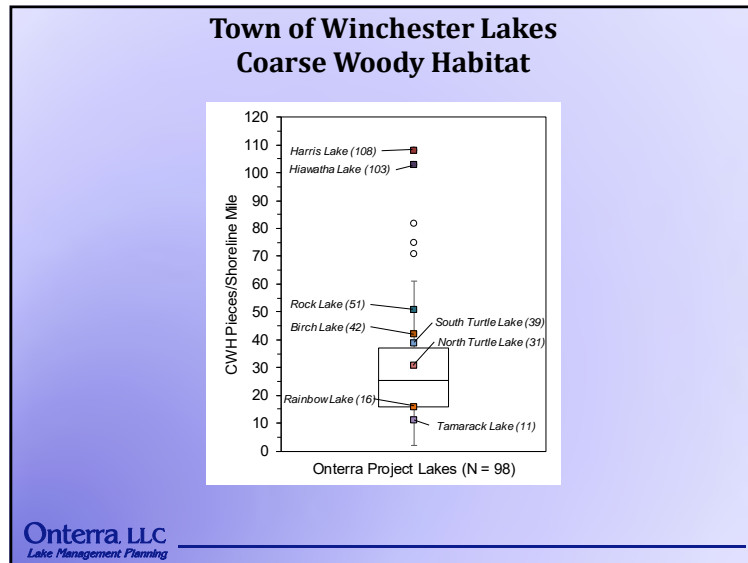 Town of Winchester Lakes
Coarse Woody Habitat
CWH Pieces/Shoreline Mile
120
110
100
90
80
70
60
50
40
30
20
10
0
Harris Lake (108)
Hiawatha Lake (103)
Rock Lake (51)
South Turtle Lake (39)
Birch Lake (42)
North Turtle Lake (31)
Rainbow Lake (16)
Tamarack Lake (11)
Onterra Project Lakes (N = 98)
Onterra, LLC
Lake Management Planning